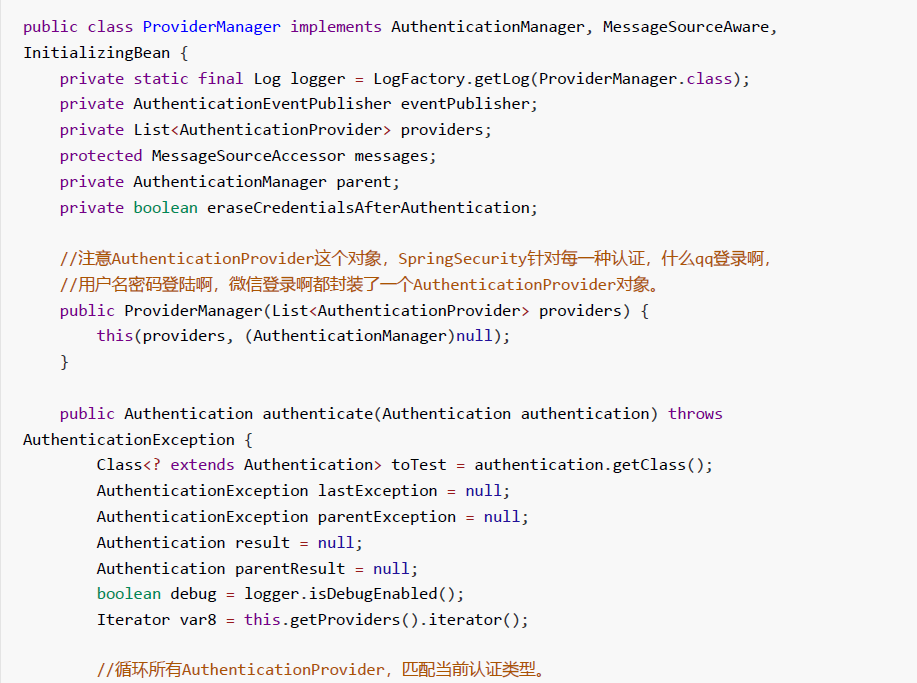 public class ProviderManager implements AuthenticationManager, MessageSourceAware,
InitializingBean {
    private static final Log logger = LogFactory.getLog(ProviderManager.class);
    private AuthenticationEventPublisher eventPublisher;
    private List<AuthenticationProvider> providers;
    protected MessageSourceAccessor messages;
    private AuthenticationManager parent;
    private boolean eraseCredentialsAfterAuthentication;

    //注意AuthenticationProvider这个对象，SpringSecurity针对每一种认证，什么qq登录啊，
    //用户名密码登陆啊，微信登录啊都封装了一个AuthenticationProvider对象。
    public ProviderManager(List<AuthenticationProvider> providers) {
        this(providers, (AuthenticationManager)null);
    }

    public Authentication authenticate(Authentication authentication) throws
AuthenticationException {
        Class<? extends Authentication> toTest = authentication.getClass();
        AuthenticationException lastException = null;
        AuthenticationException parentException = null;
        Authentication result = null;
        Authentication parentResult = null;
        boolean debug = logger.isDebugEnabled();
        Iterator var8 = this.getProviders().iterator();

        //循环所有AuthenticationProvider，匹配当前认证类型。